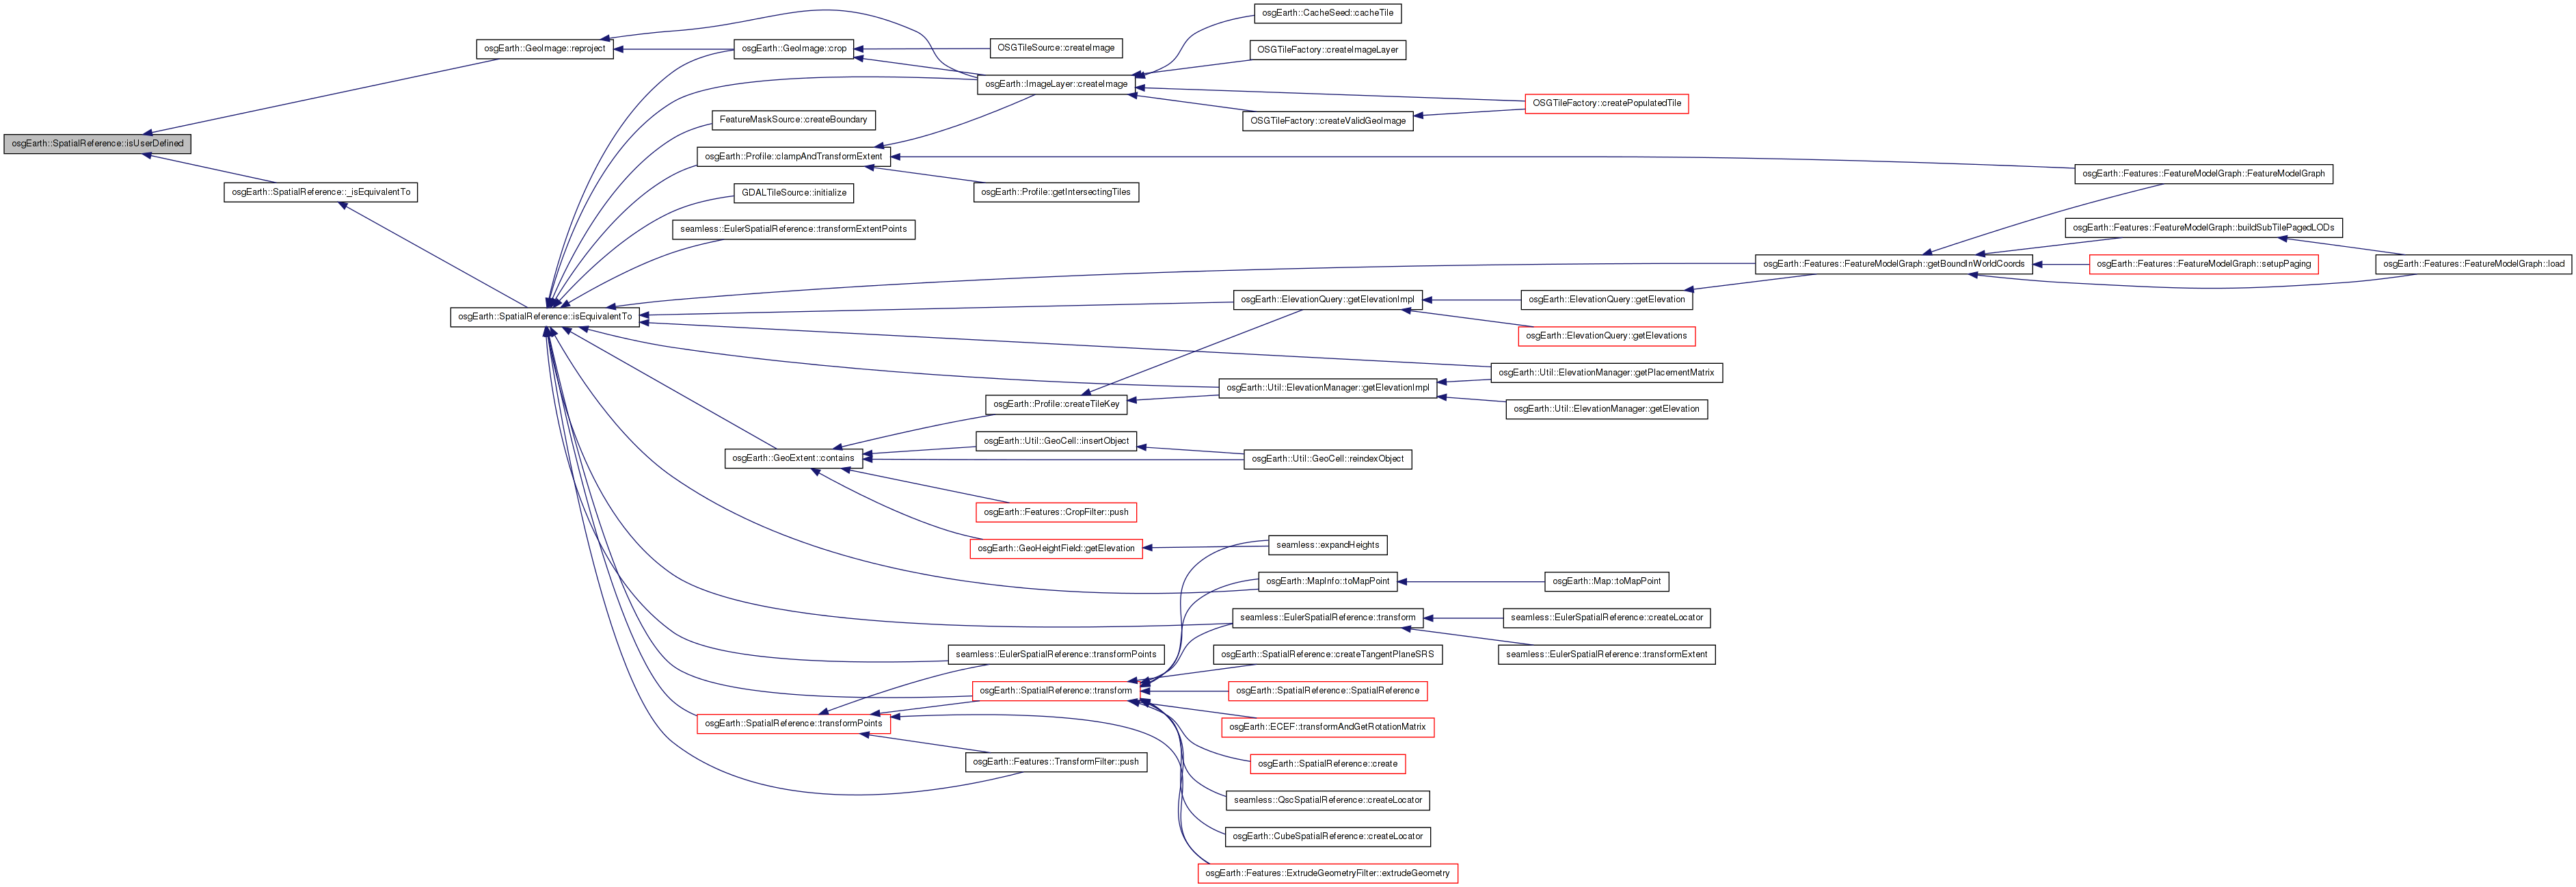 osgEarth::CacheSeed::cacheTile
osgEarth::GeoImage::reproject
osgEarth::GeoImage::crop
OSGTileSource::createImage
OSGTileFactory::createImageLayer
osgEarth::ImageLayer::createImage
OSGTileFactory::createPopulatedTile
FeatureMaskSource::createBoundary
OSGTileFactory::createValidGeoImage
osgEarth::SpatialReference::isUserDefined
osgEarth::Profile::clampAndTransformExtent
osgEarth::Features::FeatureModelGraph::FeatureModelGraph
osgEarth::SpatialReference::_isEquivalentTo
GDALTileSource::initialize
osgEarth::Profile::getIntersectingTiles
seamless::EulerSpatialReference::transformExtentPoints
osgEarth::Features::FeatureModelGraph::buildSubTilePagedLODs
osgEarth::Features::FeatureModelGraph::getBoundInWorldCoords
osgEarth::Features::FeatureModelGraph::setupPaging
osgEarth::Features::FeatureModelGraph::load
osgEarth::ElevationQuery::getElevationImpl
osgEarth::ElevationQuery::getElevation
osgEarth::SpatialReference::isEquivalentTo
osgEarth::ElevationQuery::getElevations
osgEarth::Util::ElevationManager::getPlacementMatrix
osgEarth::Util::ElevationManager::getElevationImpl
osgEarth::Profile::createTileKey
osgEarth::Util::ElevationManager::getElevation
osgEarth::Util::GeoCell::insertObject
osgEarth::GeoExtent::contains
osgEarth::Util::GeoCell::reindexObject
osgEarth::Features::CropFilter::push
osgEarth::GeoHeightField::getElevation
seamless::expandHeights
osgEarth::MapInfo::toMapPoint
osgEarth::Map::toMapPoint
seamless::EulerSpatialReference::transform
seamless::EulerSpatialReference::createLocator
seamless::EulerSpatialReference::transformPoints
osgEarth::SpatialReference::createTangentPlaneSRS
seamless::EulerSpatialReference::transformExtent
osgEarth::SpatialReference::transform
osgEarth::SpatialReference::SpatialReference
osgEarth::SpatialReference::transformPoints
osgEarth::ECEF::transformAndGetRotationMatrix
osgEarth::Features::TransformFilter::push
osgEarth::SpatialReference::create
seamless::QscSpatialReference::createLocator
osgEarth::CubeSpatialReference::createLocator
osgEarth::Features::ExtrudeGeometryFilter::extrudeGeometry